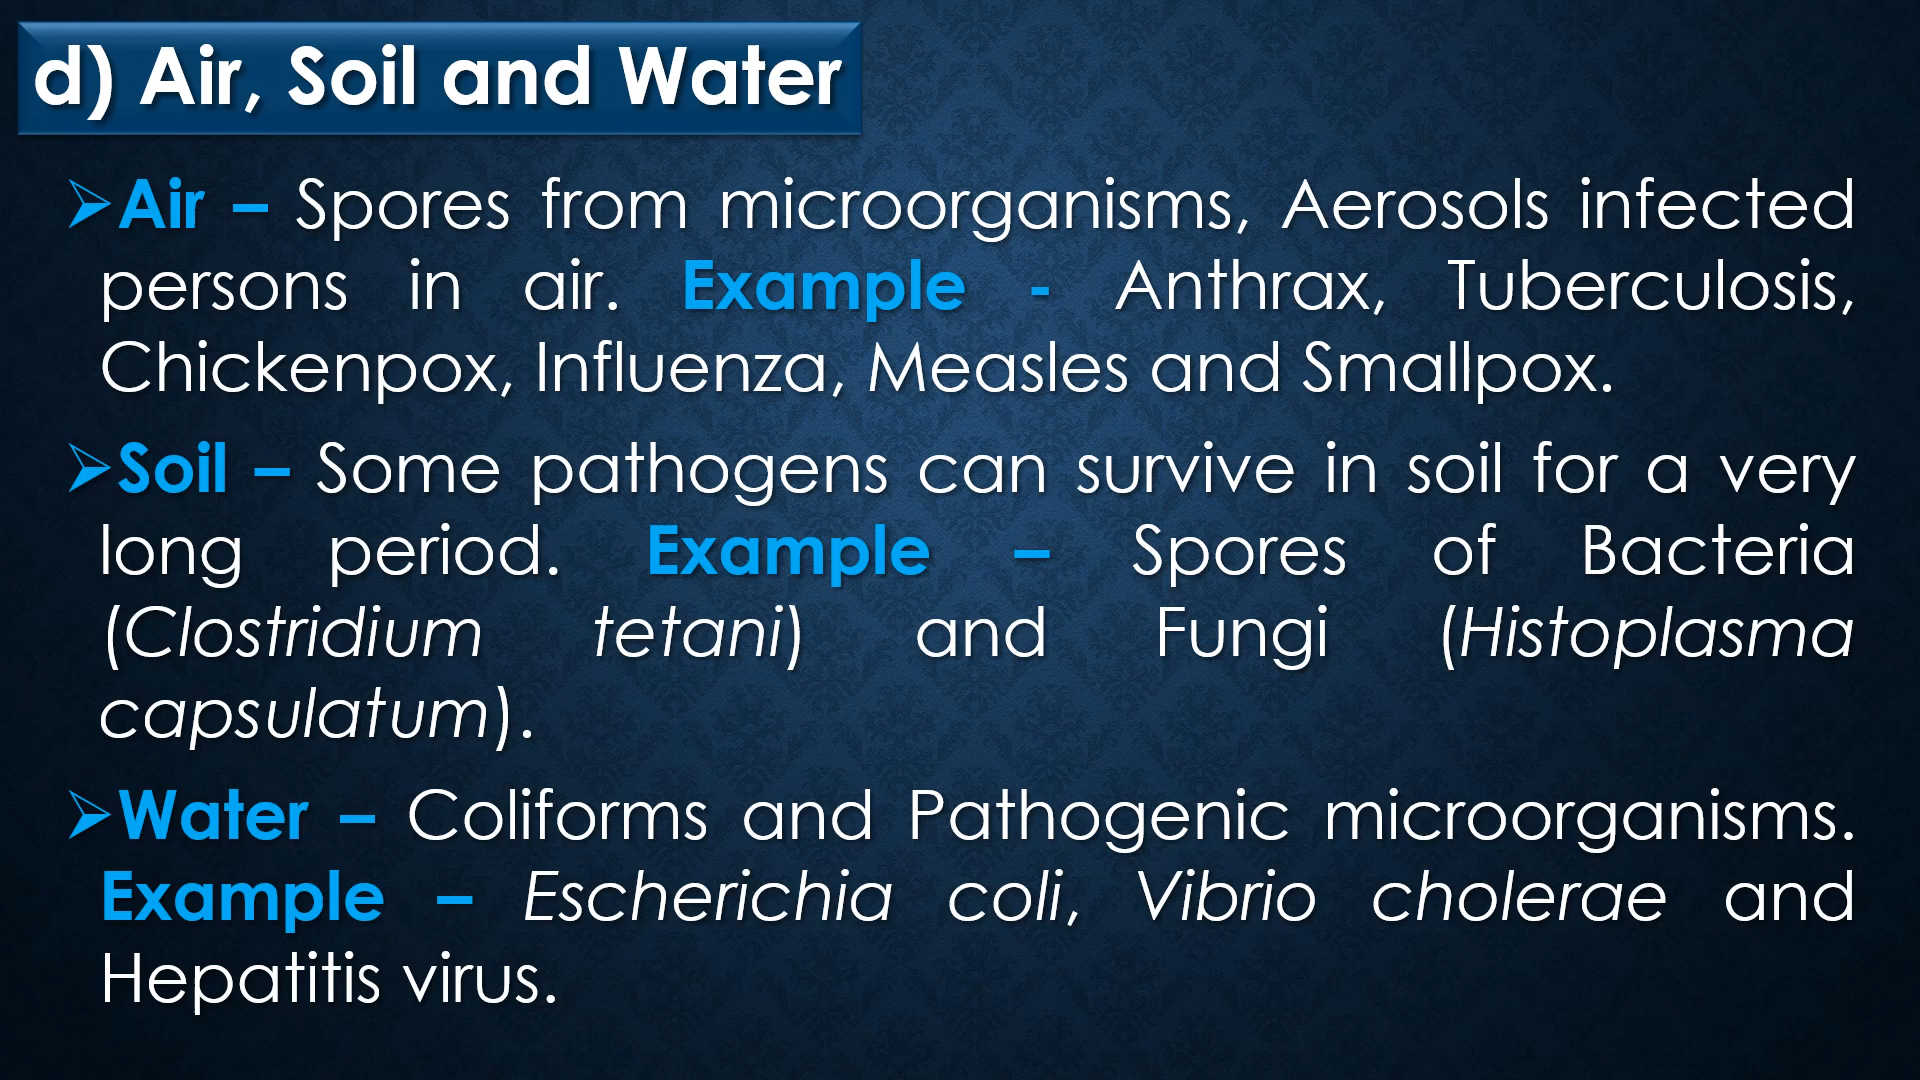 d) Air, Soil and Water
➢Air – Spores from microorganisms, Aerosols infected
persons in air. Example - Anthrax, Tuberculosis,
Chickenpox, Influenza, Measles and Smallpox.
➢Soil – Some pathogens can survive in soil for a very
long period. Example – Spores of Bacteria
(Clostridium tetani) and Fungi (Histoplasma
capsulatum).
➢Water – Coliforms and Pathogenic microorganisms.
Example – Escherichia coli, Vibrio cholerae and
Hepatitis virus.